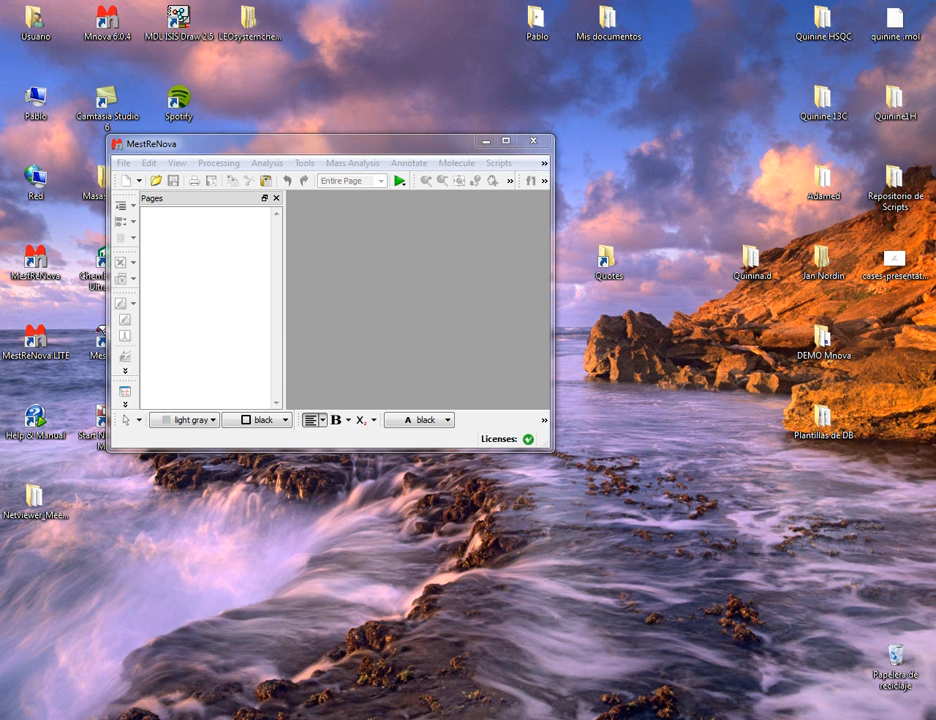 Usuario
Mnova 6.0.4
MDL ISIS Draw 2.5
LEOsystemche...
Pablo
Mis documentos
Quinine HSQC
quinine .mol
Pablo
Camtasia Studio
6
Spotify
Quinine 13C
Quinine1H
MestReNova
File Edit View Processing Analysis Tools Mass Analysis Annotate Molecule Scripts »
Entire Page
Pages
Red
Masas
Adamed
Repositorio de
Scripts
MestReNova
Quotes
Quinina.d
Jan Nordin
cases-presentat...
MestReNova LITE
DEMO Mnova
light gray
black
B
X₂
A black
Licenses:
Help & Manual
Start N
Plantillas de DB
Netviewer_Mee...
Papelera de
reciclaje